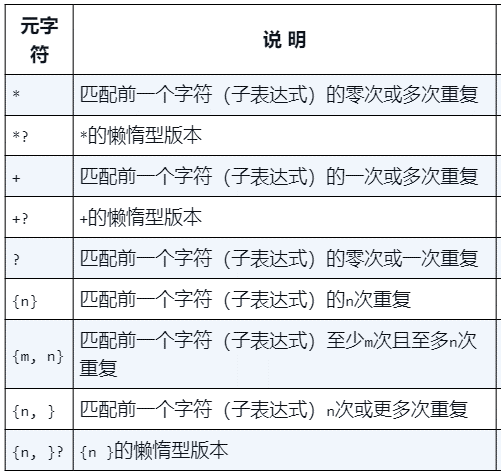 元字
符
说 明
*
匹配前一个字符（子表达式）的零次或多次重复
*?
*的懒惰型版本
+
匹配前一个字符（子表达式）的一次或多次重复
+?
+的懒惰型版本
?
匹配前一个字符（子表达式）的零次或一次重复
{n}
匹配前一个字符（子表达式）的n次重复
{m, n}
匹配前一个字符（子表达式）至少m次且至多n次
重复
{n, }
匹配前一个字符（子表达式）n次或更多次重复
{n, }?
{n }的懒惰型版本